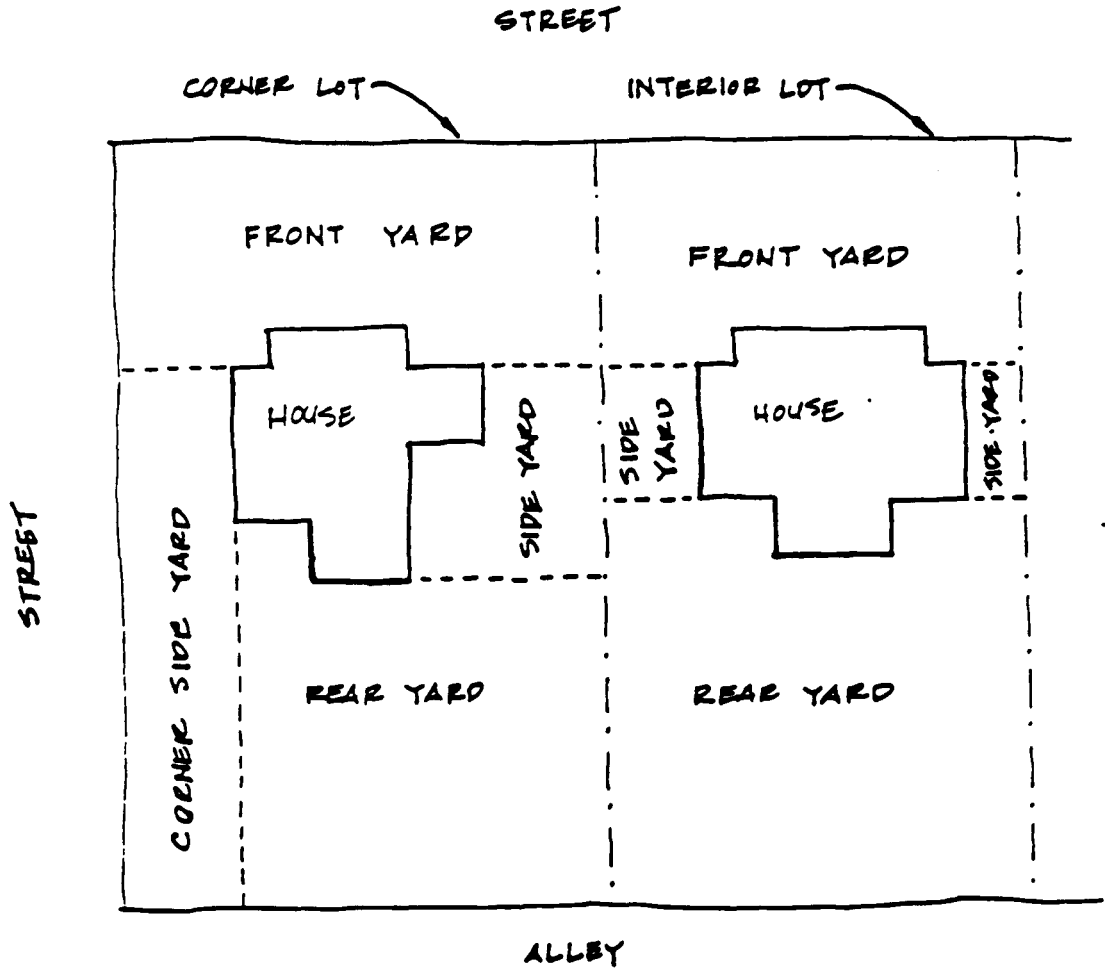 STREET
CORNER LOT
INTERIOR LOT
FRONT YARD
FRONT YARD
HOUSE
SIDE YARD
SIDE
YARD
HOUSE
SIDE YARD
STREET
CORNER SIDE YARD
REAR YARD
REAR YARD
ALLEY